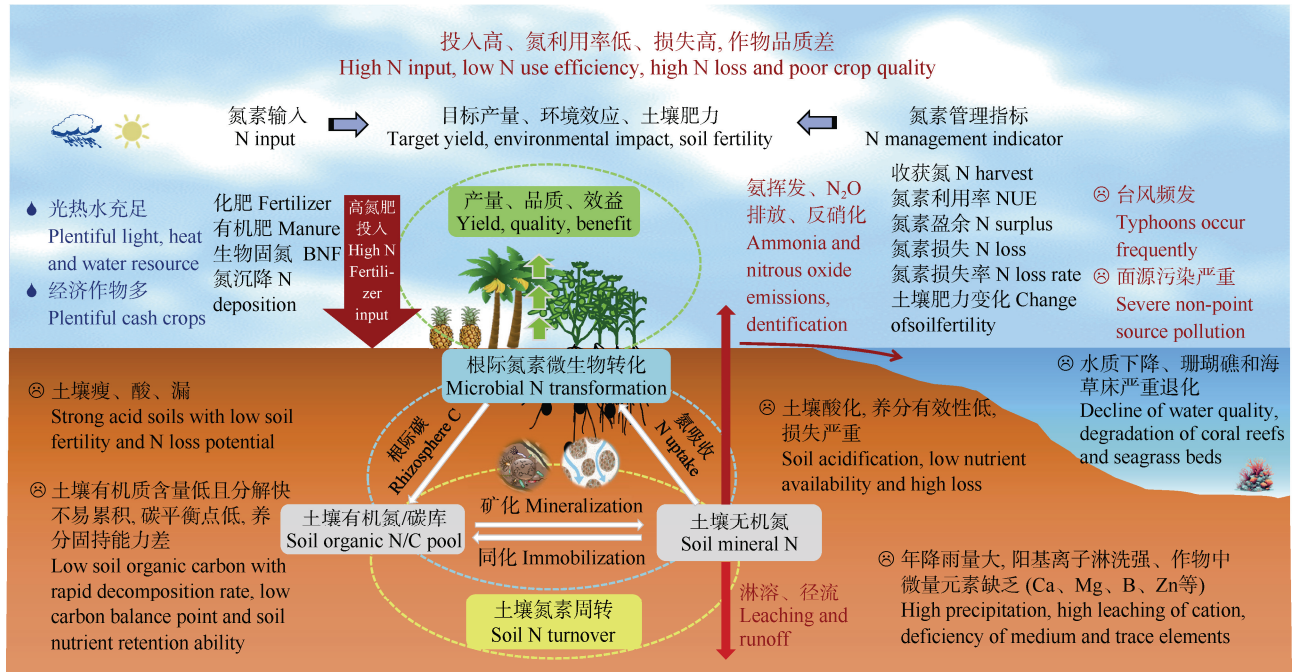 投入高、氮利用率低、损失高, 作物品质差
High N input, low N use efficiency, high N loss and poor crop quality
氮素输入
N input
目标产量、环境效应、土壤肥力
Target yield, environmental impact, soil fertility
氮素管理指标
N management indicator
光热水充足
Plentiful light, heat
and water resource
经济作物多
Plentiful cash crops
化肥 Fertilizer
有机肥 Manure
生物固氮 BNF
氮沉降 N
deposition
高氮肥
投入
High N
Fertili-
zer
input
产量、品质、效益
Yield, quality, benefit
氨挥发、N₂O
排放、反硝化
Ammonia and
nitrous oxide
emissions,
dentification
收获氮 N harvest
氮素利用率 NUE
氮素盈余 N surplus
氮素损失 N loss
氮素损失率 N loss rate
土壤肥力变化 Change
ofsoilfertility
☹ 台风频发
Typhoons occur
frequently
☹ 面源污染严重
Severe non-point
source pollution
根际氮素微生物转化
Microbial N transformation
☹ 水质下降、珊瑚礁和海
草床严重退化
Decline of water quality,
degradation of coral reefs
and seagrass beds
☹ 土壤瘦、酸、漏
Strong acid soils with low soil
fertility and N loss potential
根际碳
Rhizosphere C
氮吸收
N uptake
☹ 土壤酸化, 养分有效性低,
损失严重
Soil acidification, low nutrient
availability and high loss
☹ 土壤有机质含量低且分解快
不易累积, 碳平衡点低, 养
分固持能力差
Low soil organic carbon with
rapid decomposition rate, low
carbon balance point and soil
nutrient retention ability
土壤有机氮/碳库
Soil organic N/C pool
矿化 Mineralization
同化 Immobilization
土壤无机氮
Soil mineral N
土壤氮素周转
Soil N turnover
淋溶、径流
Leaching and
runoff
☹ 年降雨量大, 阳基离子淋洗强、作物中
微量元素缺乏 (Ca、Mg、B、Zn等)
High precipitation, high leaching of cation,
deficiency of medium and trace elements